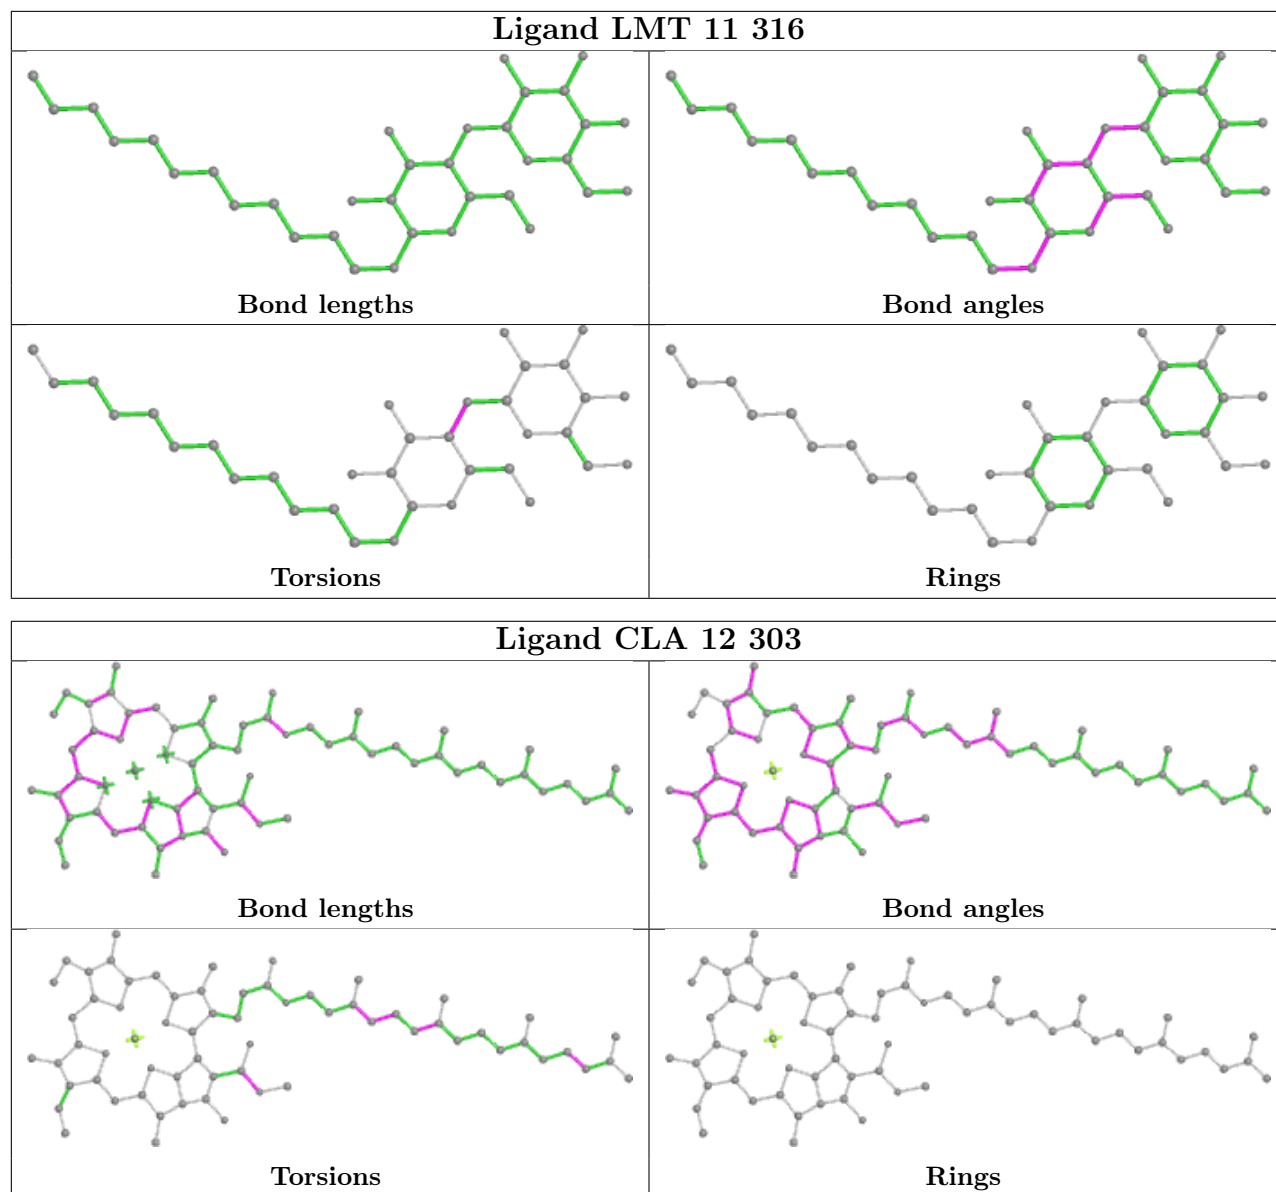 Ligand LMT 11 316
Bond lengths
Bond angles
Torsions
Rings
Ligand CLA 12 303
Bond lengths
Bond angles
Torsions
Rings